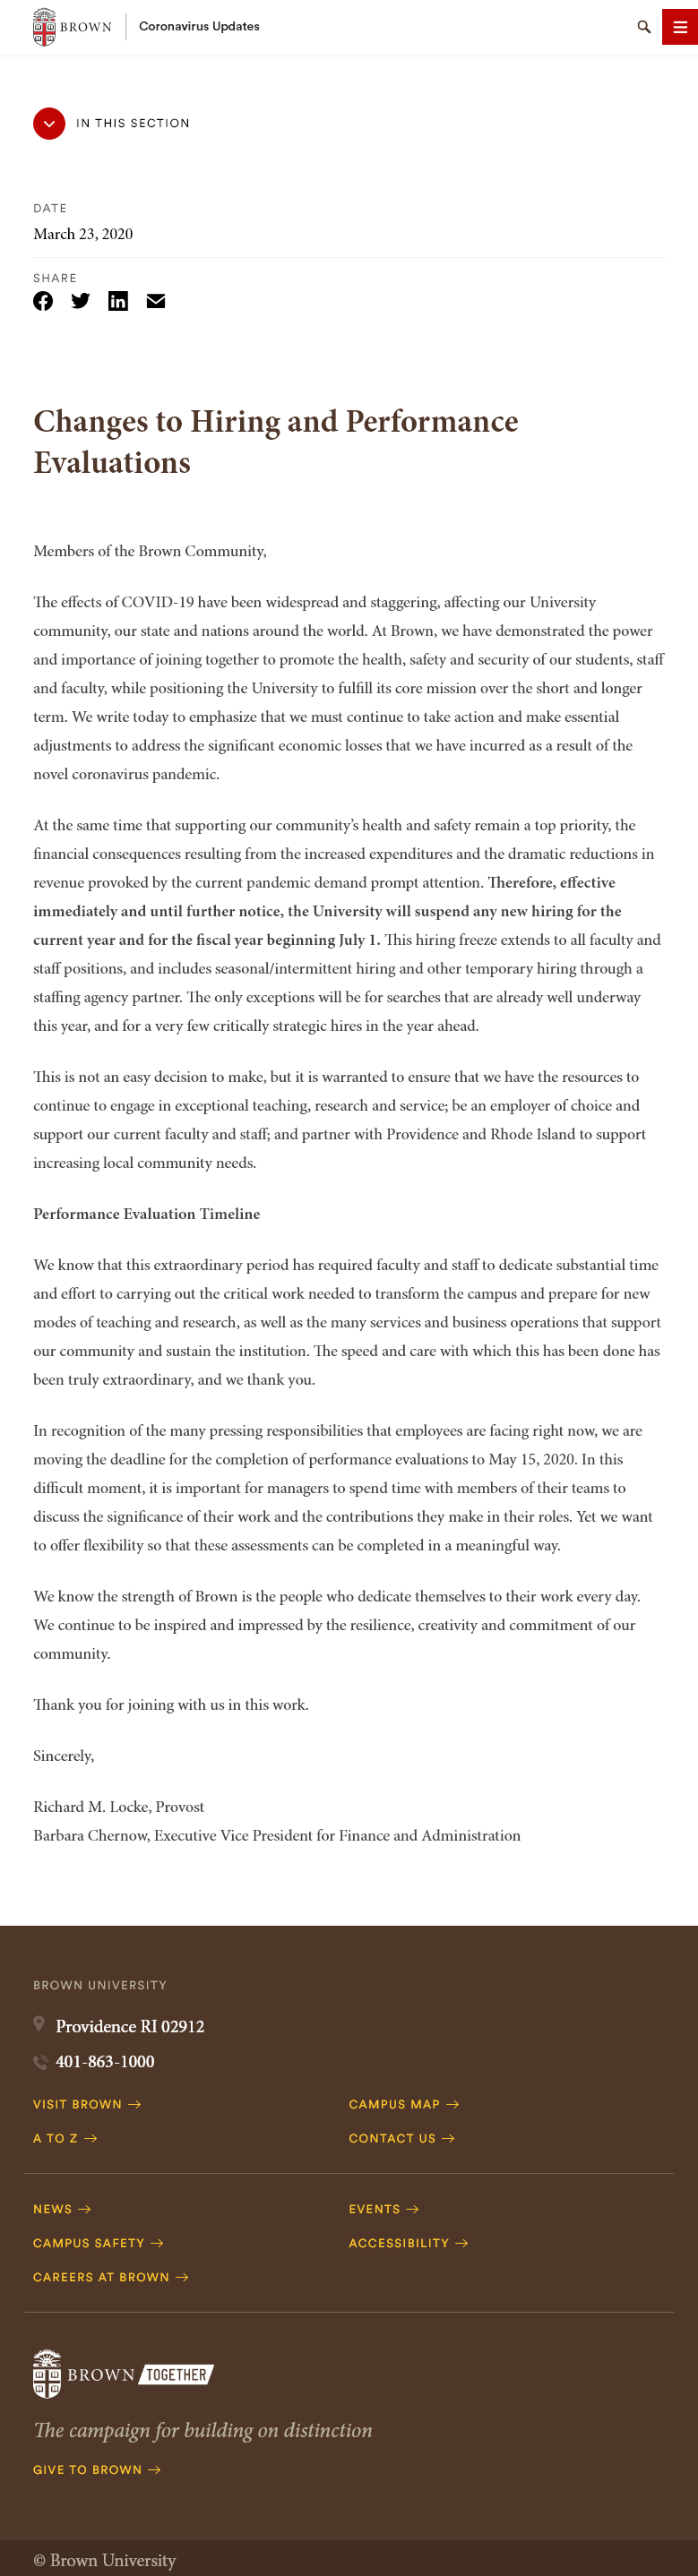 BROWN
Coronavirus Updates
IN THIS SECTION
DATE
March 23, 2020
SHARE
Changes to Hiring and Performance
Evaluations
Members of the Brown Community,
The effects of COVID-19 have been widespread and staggering, affecting our University
community, our state and nations around the world. At Brown, we have demonstrated the power
and importance of joining together to promote the health, safety and security of our students, staff
and faculty, while positioning the University to fulfill its core mission over the short and longer
term. We write today to emphasize that we must continue to take action and make essential
adjustments to address the significant economic losses that we have incurred as a result of the
novel coronavirus pandemic.
At the same time that supporting our community’s health and safety remain a top priority, the
financial consequences resulting from the increased expenditures and the dramatic reductions in
revenue provoked by the current pandemic demand prompt attention. Therefore, effective
immediately and until further notice, the University will suspend any new hiring for the
current year and for the fiscal year beginning July 1. This hiring freeze extends to all faculty and
staff positions, and includes seasonal/intermittent hiring and other temporary hiring through a
staffing agency partner. The only exceptions will be for searches that are already well underway
this year, and for a very few critically strategic hires in the year ahead.
This is not an easy decision to make, but it is warranted to ensure that we have the resources to
continue to engage in exceptional teaching, research and service; be an employer of choice and
support our current faculty and staff; and partner with Providence and Rhode Island to support
increasing local community needs.
Performance Evaluation Timeline
We know that this extraordinary period has required faculty and staff to dedicate substantial time
and effort to carrying out the critical work needed to transform the campus and prepare for new
modes of teaching and research, as well as the many services and business operations that support
our community and sustain the institution. The speed and care with which this has been done has
been truly extraordinary, and we thank you.
In recognition of the many pressing responsibilities that employees are facing right now, we are
moving the deadline for the completion of performance evaluations to May 15, 2020. In this
difficult moment, it is important for managers to spend time with members of their teams to
discuss the significance of their work and the contributions they make in their roles. Yet we want
to offer flexibility so that these assessments can be completed in a meaningful way.
We know the strength of Brown is the people who dedicate themselves to their work every day.
We continue to be inspired and impressed by the resilience, creativity and commitment of our
community.
Thank you for joining with us in this work.
Sincerely,
Richard M. Locke, Provost
Barbara Chernow, Executive Vice President for Finance and Administration
BROWN UNIVERSITY
Providence RI 02912
401-863-1000
VISIT BROWN
CAMPUS MAP
A TO Z
CONTACT US
NEWS
EVENTS
CAMPUS SAFETY
ACCESSIBILITY
CAREERS AT BROWN
BROWN TOGETHER
The campaign for building on distinction
GIVE TO BROWN
© Brown University